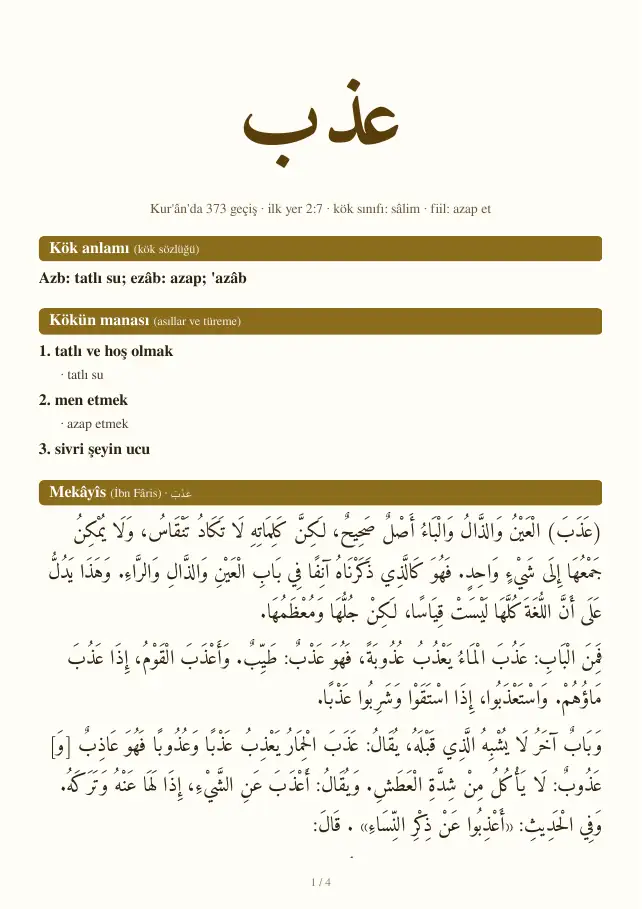 عذب
Kur'ân'da 373 geçiş · ilk yer 2:7 · kök sınıfı: sâlim · fiil: azap et
Kök anlamı (kök sözlüğü)
Azb: tatlı su; ezâb: azap; 'azâb
Kökün manası (asıllar ve türeme)
1. tatlı ve hoş olmak
· tatlı su
2. men etmek
· azap etmek
3. sivri şeyin ucu
Mekâyîs (İbn Fâris) · عَذَبَ
(عَذَبَ) الْعَيْنُ وَالذَّالُ وَالْبَاءُ أَصْلٌ صَحِيحٌ، لَكِنَّ كَلِمَاتِهِ لَا تَكَادُ تَنْقَاسُ، وَلَا يُمْكِنُ
جَمْعُهَا إِلَى شَيْءٍ وَاحِدٍ. فَهُوَ كَالَّذِي ذَكَرْنَاهُ آنِفًا فِي بَابِ الْعَيْنِ وَالذَّالِ وَالرَّاءِ. وَهَذَا يَدُلُّ
عَلَى أَنَّ اللُّغَةَ كُلَّهَا لَيْسَتْ قِيَاسًا، لَكِنْ جُلُّهَا وَمُعْظَمُهَا.
فَمِنَ الْبَابِ: عَذُبَ الْمَاءُ يَعْذُبُ عُذُوبَةً، فَهُوَ عَذْبٌ: طَيِّبٌ. وَأَعْذَبَ الْقَوْمُ، إِذَا عَذُبَ
مَاؤُهُمْ. وَاسْتَعْذَبُوا، إِذَا اسْتَقَوْا وَشَرِبُوا عَذْبًا.
وَبَابٌ آخَرُ لَا يُشْبِهُ الَّذِي قَبْلَهُ، يُقَالُ: عَذَبَ الْحِمَارُ يَعْذِبُ عَذْبًا وَعُذُوبًا فَهُوَ عَاذِبٌ [وَ]
عَذُوبٌ: لَا يَأْكُلُ مِنْ شِدَّةِ الْعَطَشِ. وَيُقَالُ: أَعْذَبَ عَنِ الشَّيْءِ، إِذَا لَهَا عَنْهُ وَتَرَكَهُ.
وَفِي الْحَدِيثِ: «أَعْذِبُوا عَنْ ذِكْرِ النِّسَاءِ» . قَالَ:
1 / 4